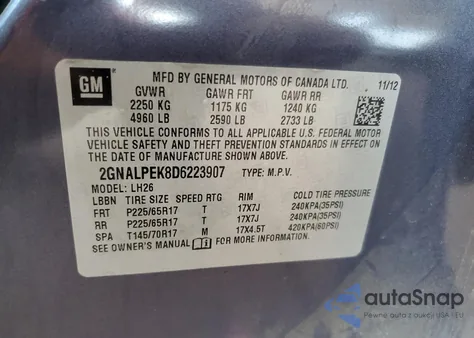 GM
MFD BY GENERAL MOTORS OF CANADA LTD. 11/12
GVWR GAWR FRT GAWR RR
2250 KG 1175 KG 1240 KG
4960 LB 2590 LB 2733 LB
THIS VEHICLE CONFORMS TO ALL APPLICABLE U.S. FEDERAL MOTOR
VEHICLE SAFETY AND THEFT PREVENTION STANDARDS IN EFFECT ON
THE DATE OF MANUFACTURE SHOWN ABOVE.
2GNALPEK8D6223907 TYPE: M.P.V.
MODEL: LH26
LBBN TIRE SIZE SPEED RTG RIM COLD TIRE PRESSURE
FRT P225/65R17 T 17X7J 240KPA(35PSI)
RR P225/65R17 T 17X7J 240KPA(35PSI)
SPA T145/70R17 M 17X4.5T 420KPA(60PSI)
SEE OWNER'S MANUAL FOR MORE INFORMATION.
autoSnap
Pewne auto z USA i EU